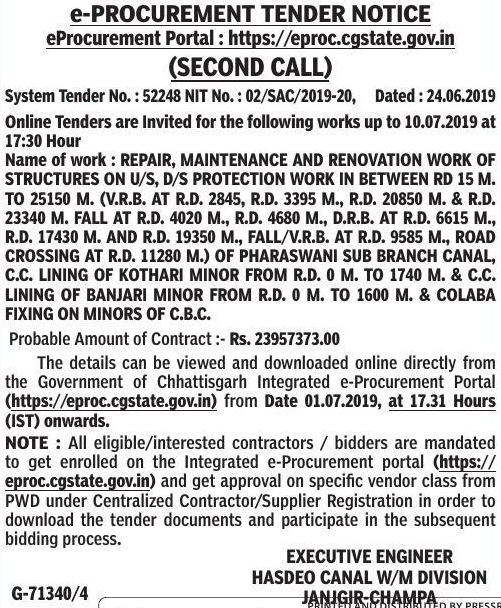 e-PROCUREMENT TENDER NOTICE
eProcurement Portal : https://eproc.cgstate.gov.in
(SECOND CALL)
System Tender No. : 52248 NIT No. : 02/SAC/2019-20, Dated : 24.06.2019
Online Tenders are Invited for the following works up to 10.07.2019 at
17:30 Hour
Name of work : REPAIR, MAINTENANCE AND RENOVATION WORK OF
STRUCTURES ON U/S, D/S PROTECTION WORK IN BETWEEN RD 15 M.
TO 25150 M. (V.R.B. AT R.D. 2845, R.D. 3395 M., R.D. 20850 M. & R.D.
23340 M. FALL AT R.D. 4020 M., R.D. 4680 M., D.R.B. AT R.D. 6615 M.,
R.D. 17430 M. AND R.D. 19350 M., FALL/V.R.B. AT R.D. 9585 M., ROAD
CROSSING AT R.D. 11280 M.) OF PHARASWANI SUB BRANCH CANAL,
C.C. LINING OF KOTHARI MINOR FROM R.D. 0 M. TO 1740 M. & C.C.
LINING OF BANJARI MINOR FROM R.D. 0 M. TO 1600 M. & COLABA
FIXING ON MINORS OF C.B.C.
Probable Amount of Contract :- Rs. 23957373.00
The details can be viewed and downloaded online directly from
the Government of Chhattisgarh Integrated e-Procurement Portal
(https://eproc.cgstate.gov.in) from Date 01.07.2019, at 17.31 Hours
(IST) onwards.
NOTE : All eligible/interested contractors / bidders are mandated
to get enrolled on the Integrated e-Procurement portal (https://
eproc.cgstate.gov.in) and get approval on specific vendor class from
PWD under Centralized Contractor/Supplier Registration in order to
download the tender documents and participate in the subsequent
bidding process.
EXECUTIVE ENGINEER
HASDEO CANAL W/M DIVISION
G-71340/4 JANJGIR-CHAMPA
PRINTED AND DISTRIBUTED BY PRESSR